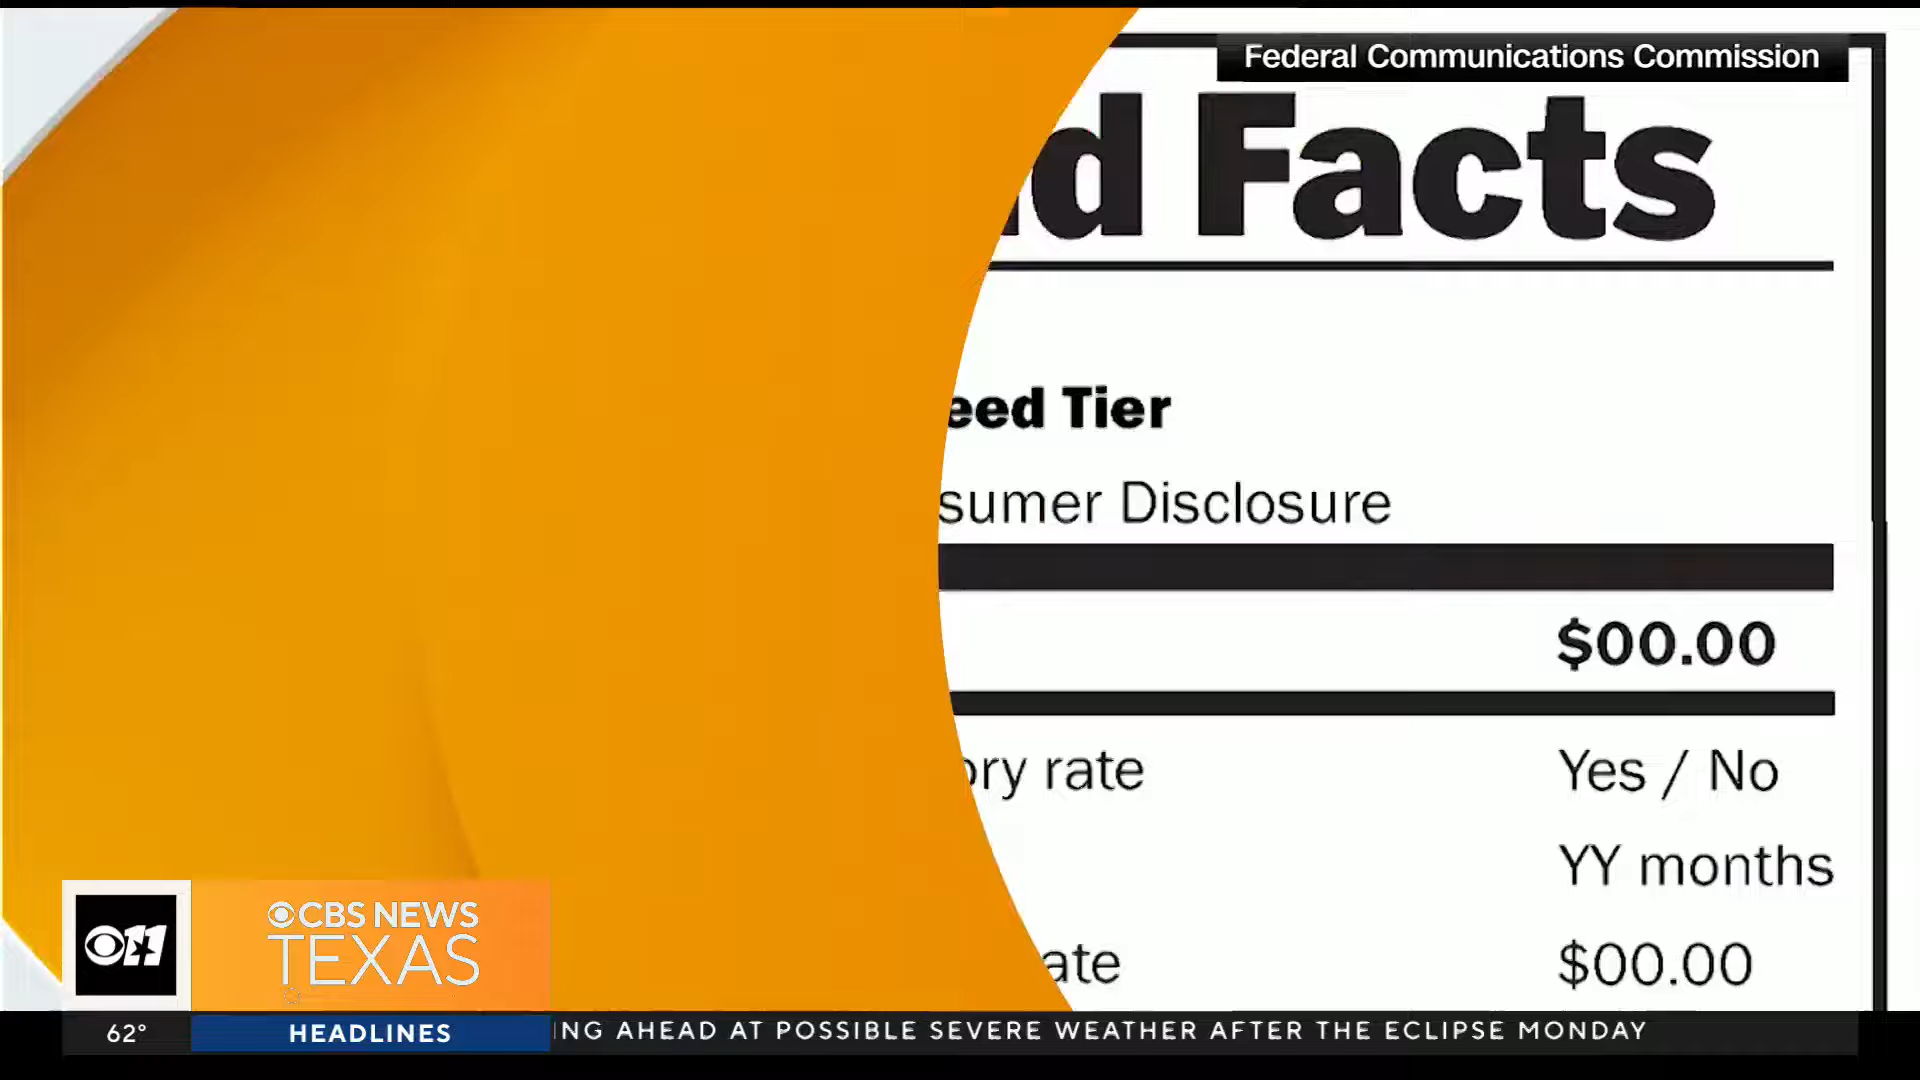 Federal Communications Commission
d Facts
eed Tier
sumer Disclosure
$00.00
ory rate
Yes / No
YY months
ate
$00.00
11
CBS NEWS
TEXAS
62°
HEADLINES
ING AHEAD AT POSSIBLE SEVERE WEATHER AFTER THE ECLIPSE MONDAY